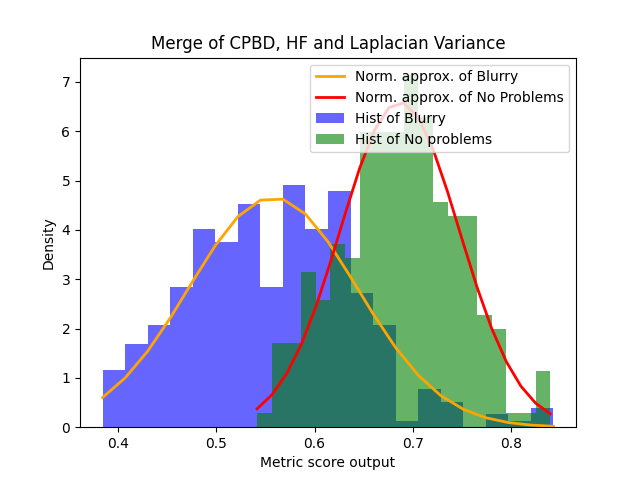 Merge of CPBD, HF and Laplacian Variance
Norm. approx. of Blurry
Norm. approx. of No Problems
Hist of Blurry
Hist of No problems
Density
7
6
5
4
3
2
1
0
0.4 0.5 0.6 0.7 0.8
Metric score output